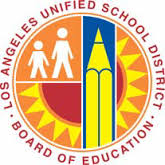 LOS ANGELES UNIFIED SCHOOL DISTRICT
BOARD OF EDUCATION